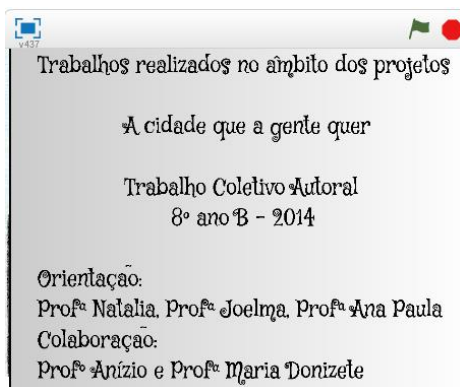 v437
Trabalhos realizados no âmbito dos projetos
A cidade que a gente quer
Trabalho Coletivo Autoral
8º ano B - 2014
Orientação:
Profª Natalia, Profª Joelma, Profª Ana Paula
Colaboração:
Profº Anízio e Profª Maria Donizete